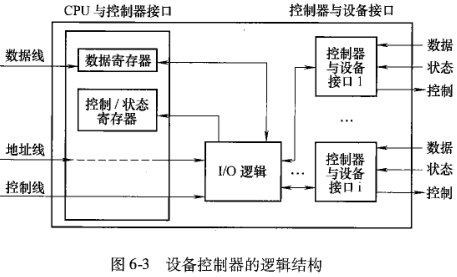 CPU 与控制器接口
控制器与设备接口
数据线
数据寄存器
控制 / 状态
寄存器
地址线
控制线
I/O 逻辑
控制器
与设备
接口 1
数据
状态
控制
…
…
控制器
与设备
接口 i
数据
状态
控制
图 6-3 设备控制器的逻辑结构